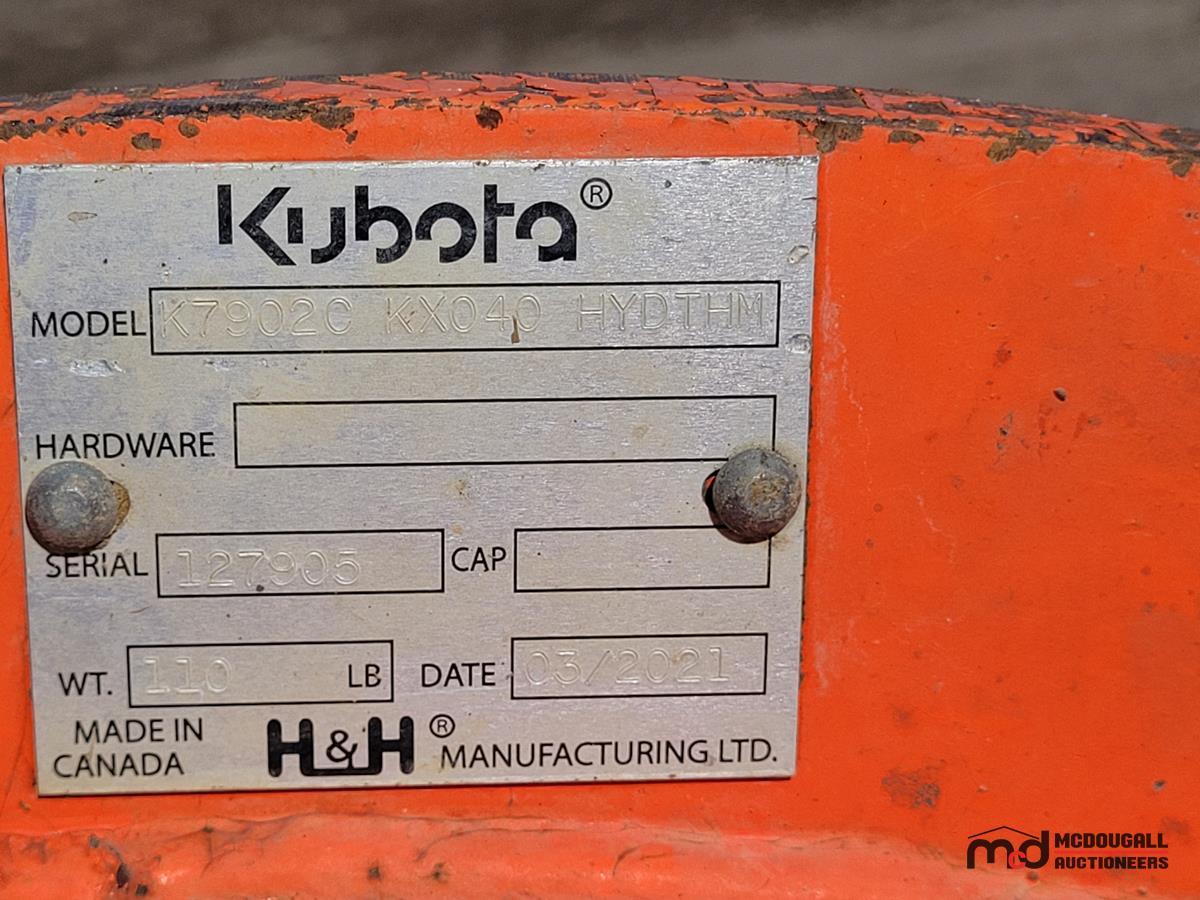 Kubota®
MODEL K7902C KX040 HYDTHM
HARDWARE
SERIAL 127905 CAP
WT. 110 LB DATE 03/2021
MADE IN CANADA H&H® MANUFACTURING LTD.
mcd MCDOUGALL AUCTIONEERS